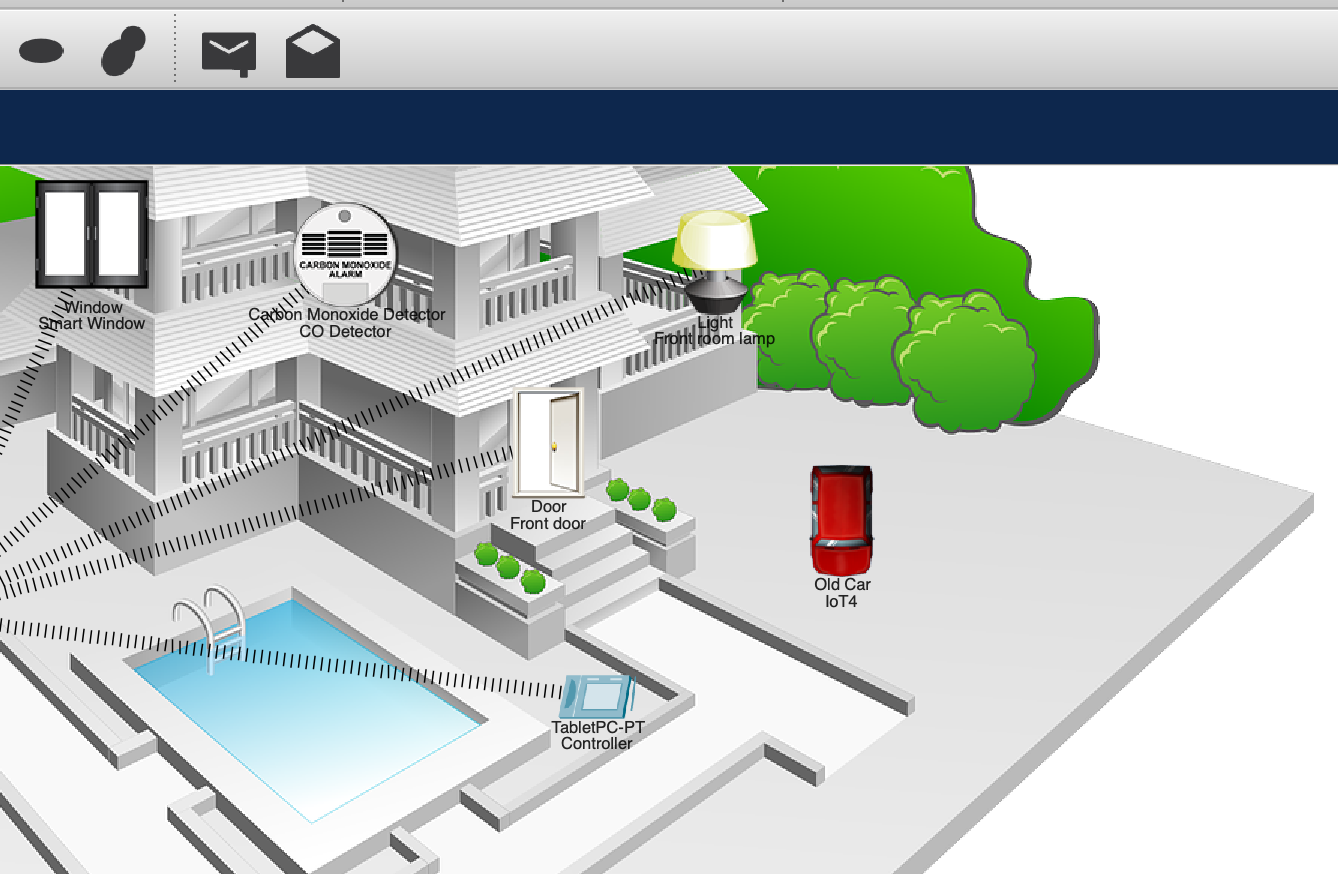 CARBON MONOXIDE
ALARM
Window
Smart Window
Carbon Monoxide Detector
CO Detector
Light
Front room lamp
Door
Front door
Old Car
IoT4
TabletPC-PT
Controller